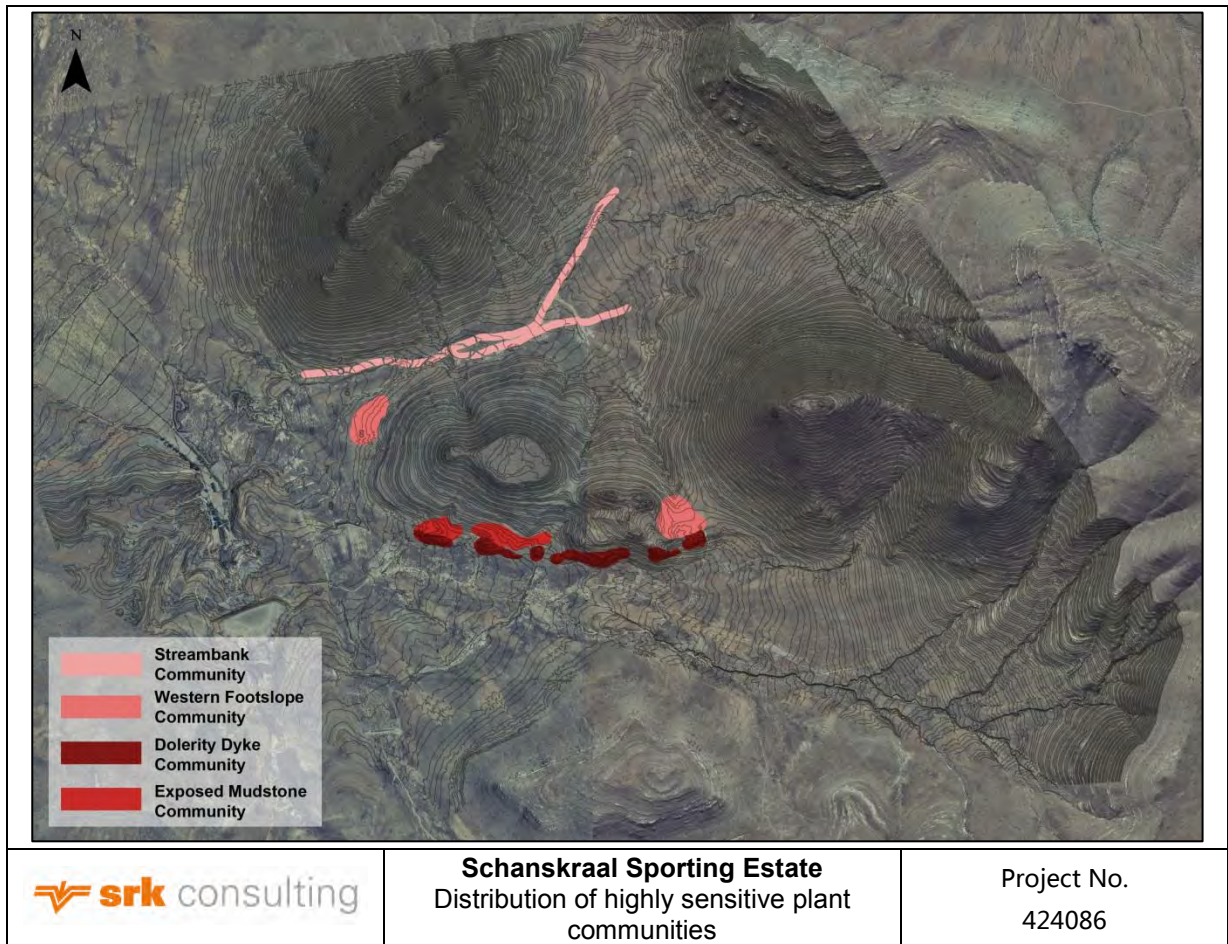 N
Streambank
Community
Western Footslope
Community
Dolerity Dyke
Community
Exposed Mudstone
Community
srk consulting
Schanskraal Sporting Estate
Distribution of highly sensitive plant
communities
Project No.
424086